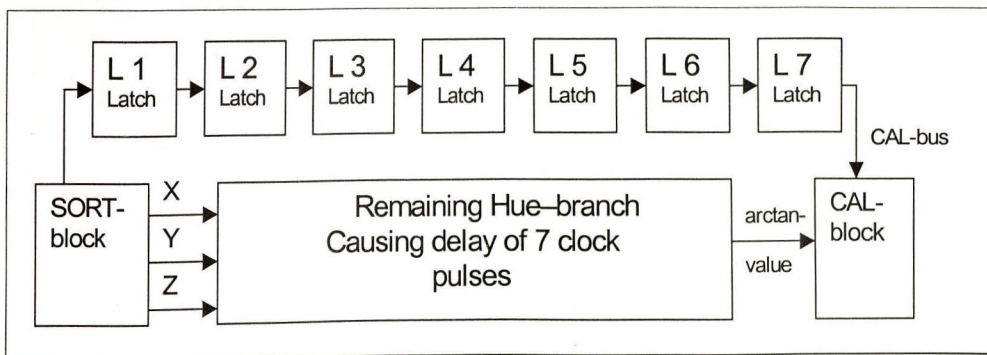 L 1
Latch
L 2
Latch
L 3
Latch
L 4
Latch
L 5
Latch
L 6
Latch
L 7
Latch
CAL-bus
SORT-
block
X
Y
Z
Remaining Hue–branch
Causing delay of 7 clock
pulses
arctan-
value
CAL-
block